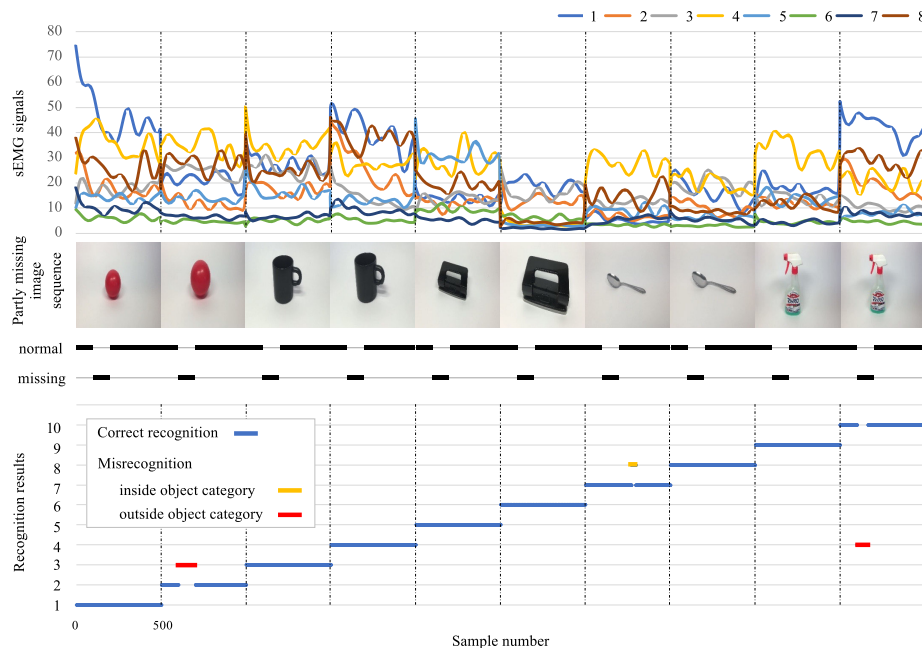 1 2 3 4 5 6 7 8
80
70
60
50
40
30
20
10
0
sEMG signals
Partly missing
image
sequence
normal
missing
Correct recognition
Misrecognition
inside object category
outside object category
10
9
8
7
6
5
4
3
2
1
Recognition results
0 500
Sample number